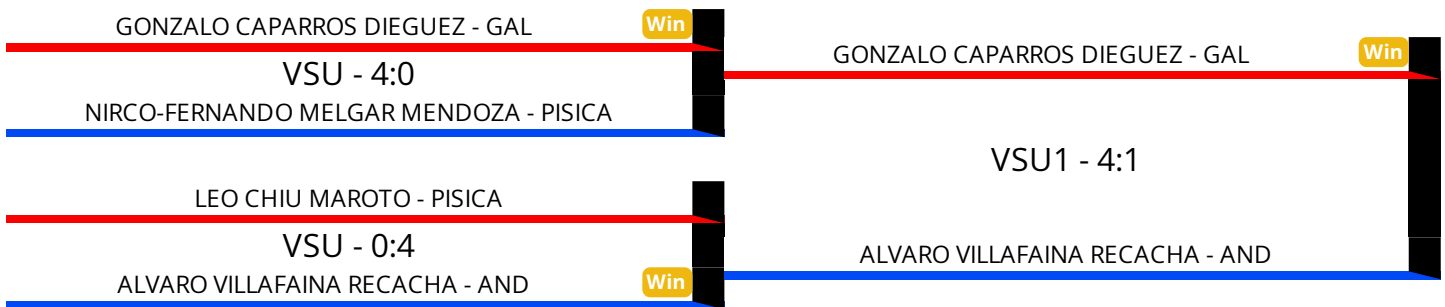 GONZALO CAPARROS DIEGUEZ - GAL
Win
VSU - 4:0
NIRCO-FERNANDO MELGAR MENDOZA - PISICA
LEO CHIU MAROTO - PISICA
VSU - 0:4
ALVARO VILLAFAINA RECACHA - AND
Win
GONZALO CAPARROS DIEGUEZ - GAL
Win
VSU1 - 4:1
ALVARO VILLAFAINA RECACHA - AND